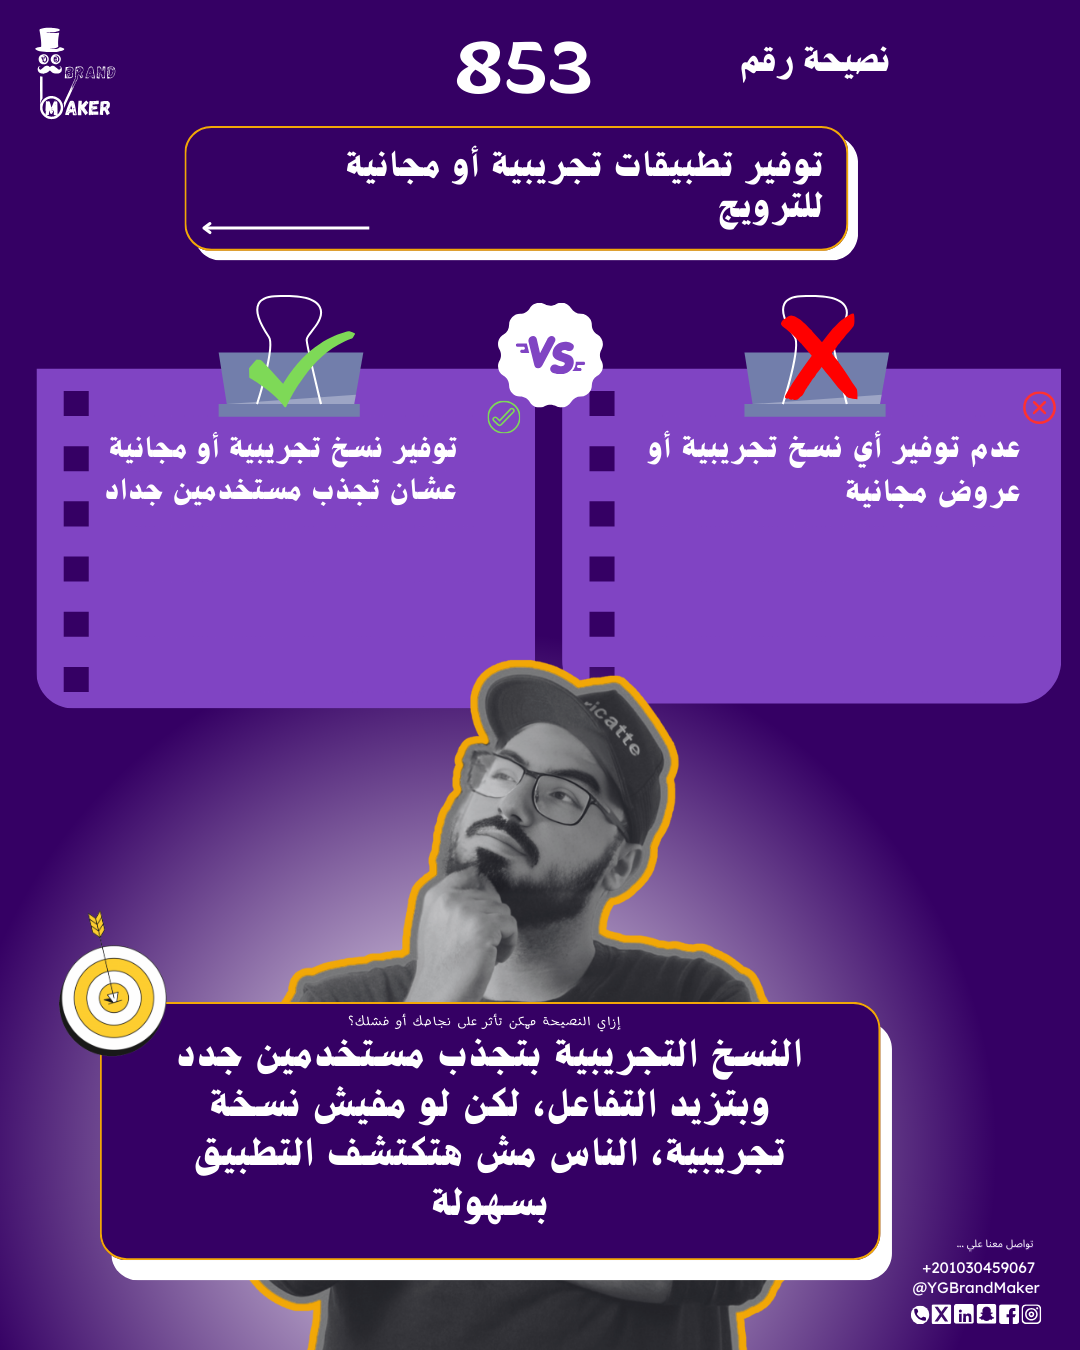 BRAND
MAKER
نصيحة رقم 853
توفير تطبيقات تجريبية أو مجانية
للترويج
VS
عدم توفير أي نسخ تجريبية أو
عروض مجانية
توفير نسخ تجريبية أو مجانية
عشان تجذب مستخدمين جداد
icatte
إزاي النصيحة ممكن تأثر على نجاحك أو فشلك؟
النسخ التجريبية بتجذب مستخدمين جدد
وبتزيد التفاعل، لكن لو مفيش نسخة
تجريبية، الناس مش هتكتشف التطبيق
بسهولة
تواصل معنا علي ...
+201030459067
@YGBrandMaker